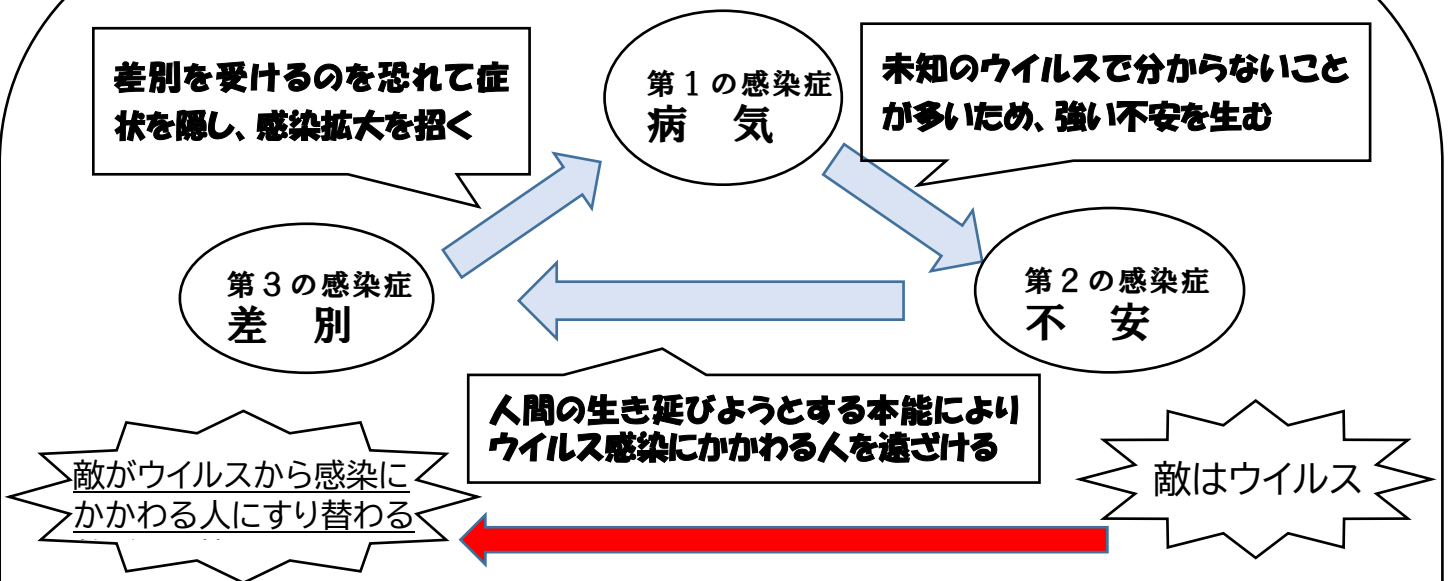 差別を受けるのを恐れて症
状を隠し、感染拡大を招く
第1の感染症
病　気
未知のウイルスで分からないこと
が多いため、強い不安を生む
第3の感染症
差　別
第2の感染症
不　安
人間の生き延びようとする本能により
ウイルス感染にかかわる人を遠ざける
敵がウイルスから感染に
かかわる人にすり替わる
敵はウイルス